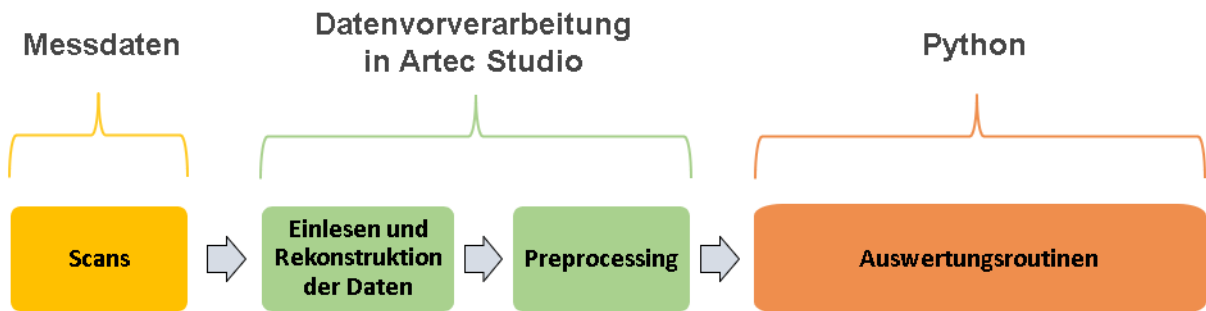 Messdaten
Datenvorverarbeitung
in Artec Studio
Python
Scans
Einlesen und
Rekonstruktion
der Daten
Preprocessing
Auswertungsroutinen